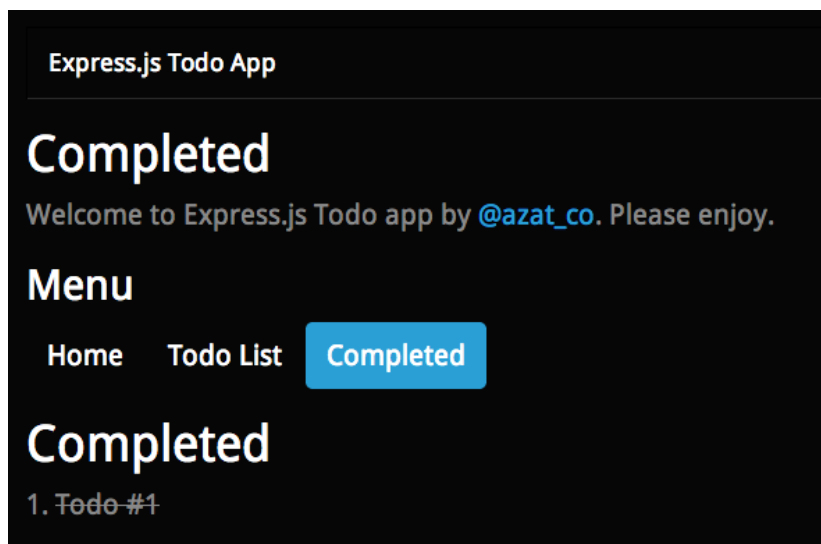 Express.js Todo App
Completed
Welcome to Express.js Todo app by @azat_co. Please enjoy.
Menu
Home Todo List Completed
Completed
1. Todo #1